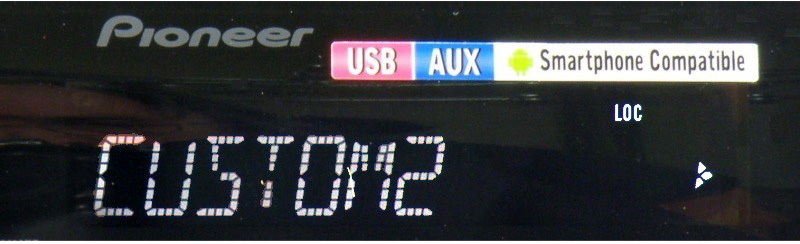 Pioneer
USB AUX Smartphone Compatible
LOC
CUSTOM2